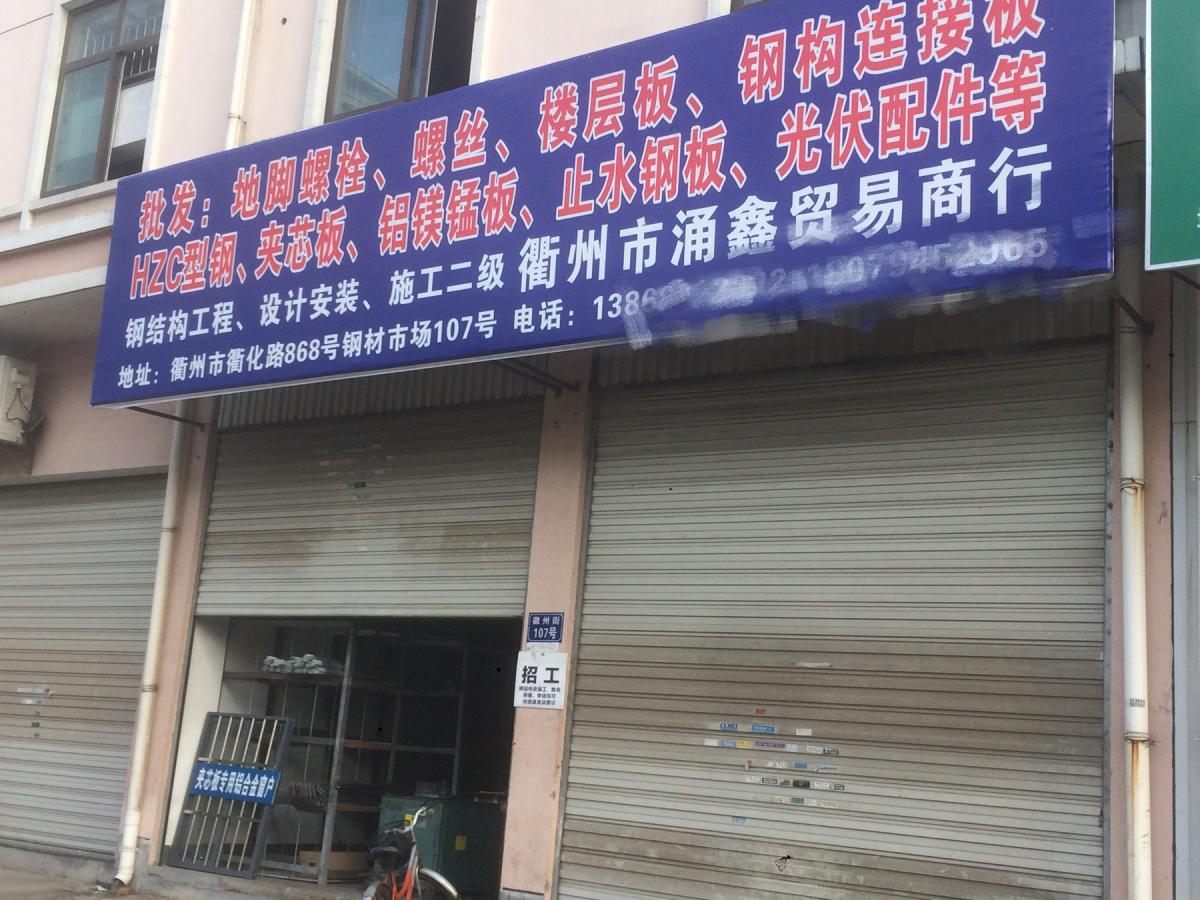 批发：地脚螺栓、螺丝、楼层板、钢构连接板
HZC型钢、夹芯板、铝镁锰板、止水钢板、光伏配件等
钢结构工程、设计安装、施工二级 衢州市涌鑫贸易商行
地址：衢州市衢化路868号钢材市场107号 电话：138
徽州街
107号
招工
夹芯板专用铝合金窗户